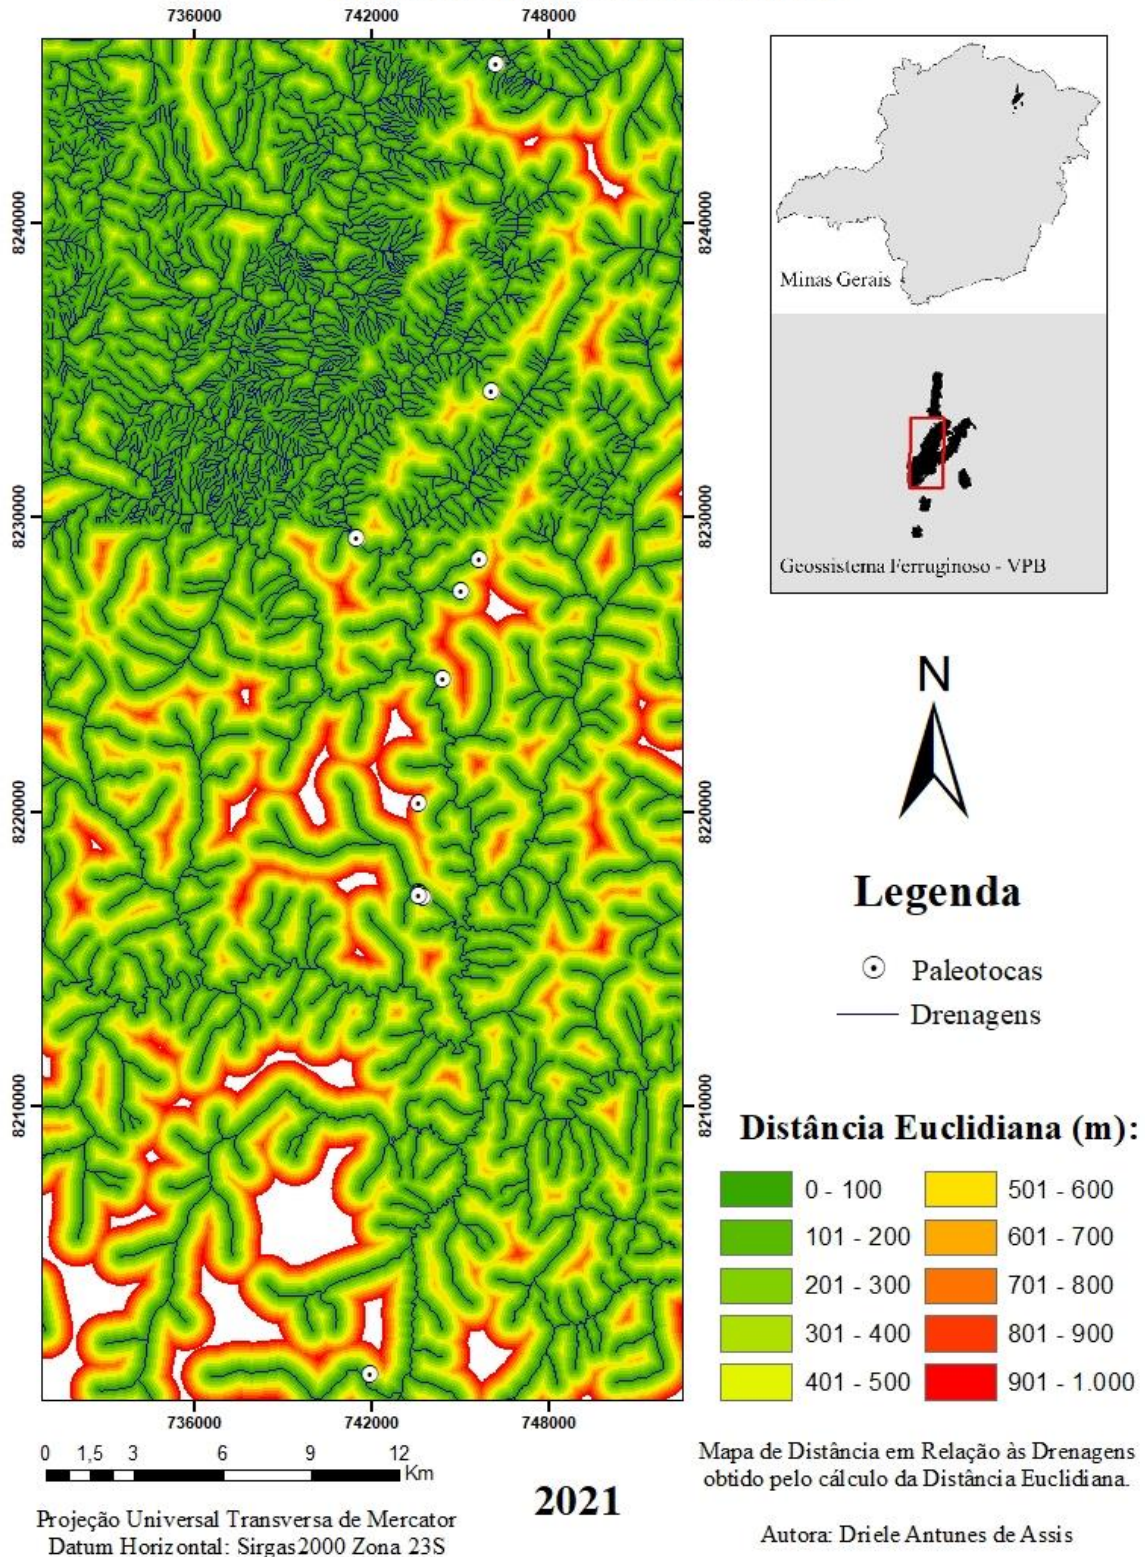 736000 742000 748000
8240000 8240000
8230000 8230000
8220000 8220000
8210000 8210000
736000 742000 748000
Minas Gerais
Geossistema Ferruginoso - VPB
N
Legenda
Paleotocas
Drenagens
Distância Euclidiana (m):
0 - 100 501 - 600
101 - 200 601 - 700
201 - 300 701 - 800
301 - 400 801 - 900
401 - 500 901 - 1.000
0 1,5 3 6 9 12
Km
Projeção Universal Transversa de Mercator
Datum Horizontal: Sirgas2000 Zona 23S
2021
Mapa de Distância em Relação às Drenagens
obtido pelo cálculo da Distância Euclidiana.
Autora: Driele Antunes de Assis